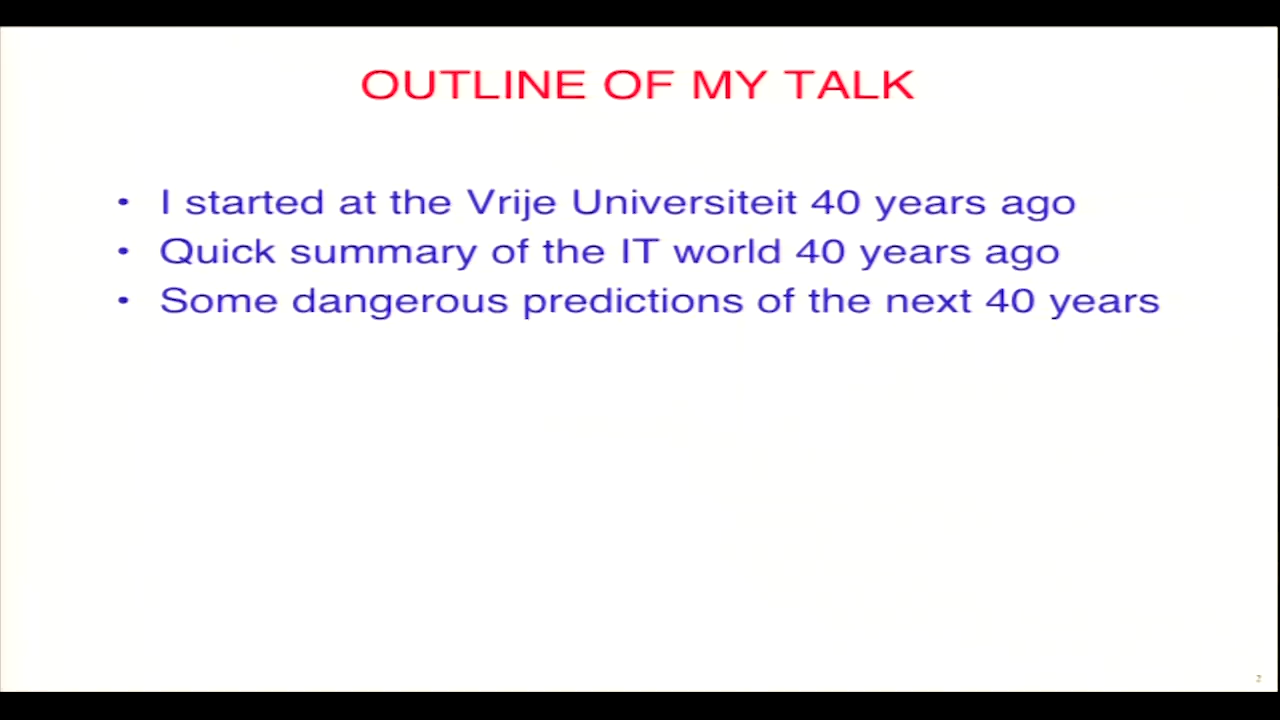 OUTLINE OF MY TALK
• I started at the Vrije Universiteit 40 years ago
• Quick summary of the IT world 40 years ago
• Some dangerous predictions of the next 40 years
2